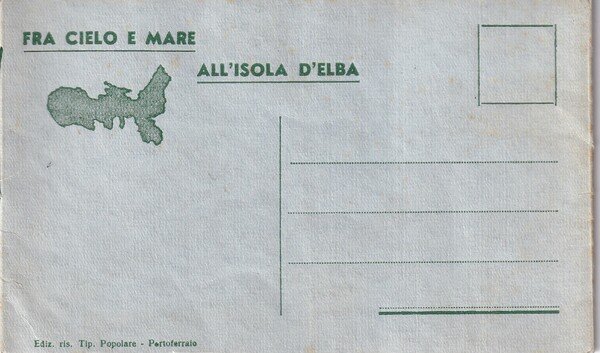 FRA CIELO E MARE
ALL'ISOLA D'ELBA
Ediz. ris. Tip. Popolare - Portoferraio